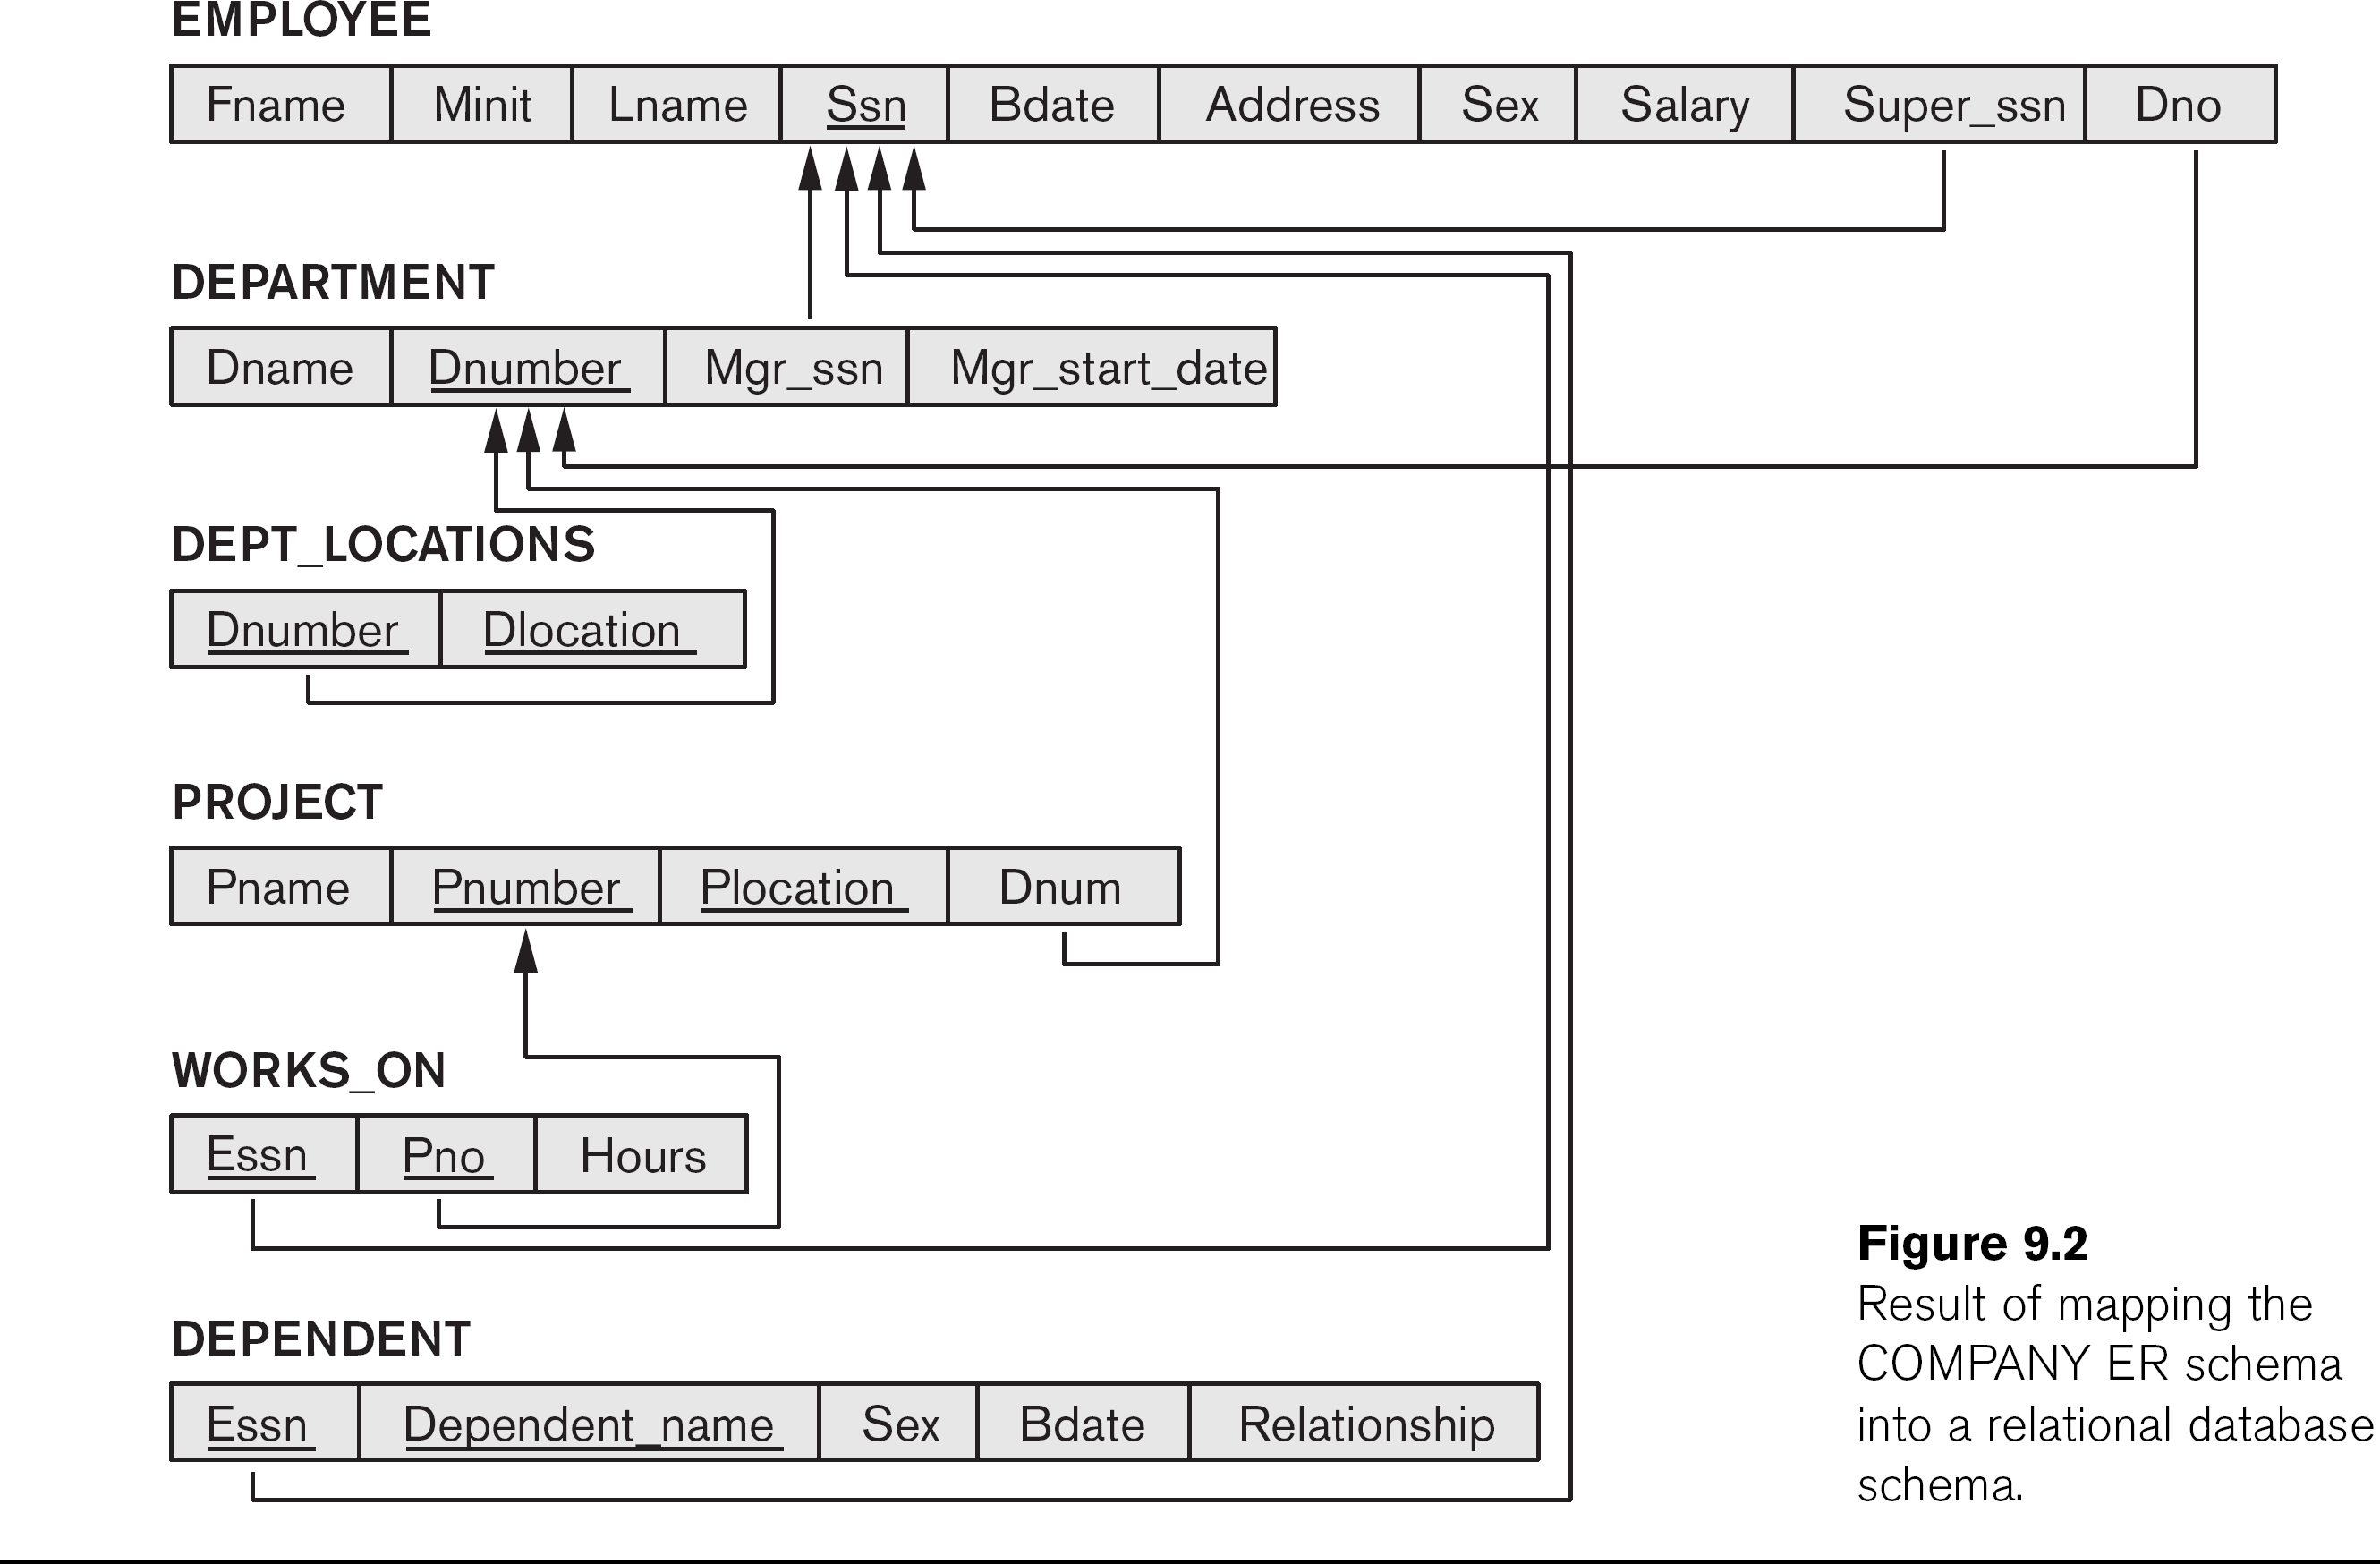 EMPLOYEE
Fname Minit Lname Ssn Bdate Address Sex Salary Super_ssn Dno
DEPARTMENT
Dname Dnumber Mgr_ssn Mgr_start_date
DEPT_LOCATIONS
Dnumber Dlocation
PROJECT
Pname Pnumber Plocation Dnum
WORKS_ON
Essn Pno Hours
DEPENDENT
Essn Dependent_name Sex Bdate Relationship
Figure 9.2
Result of mapping the
COMPANY ER schema
into a relational database
schema.